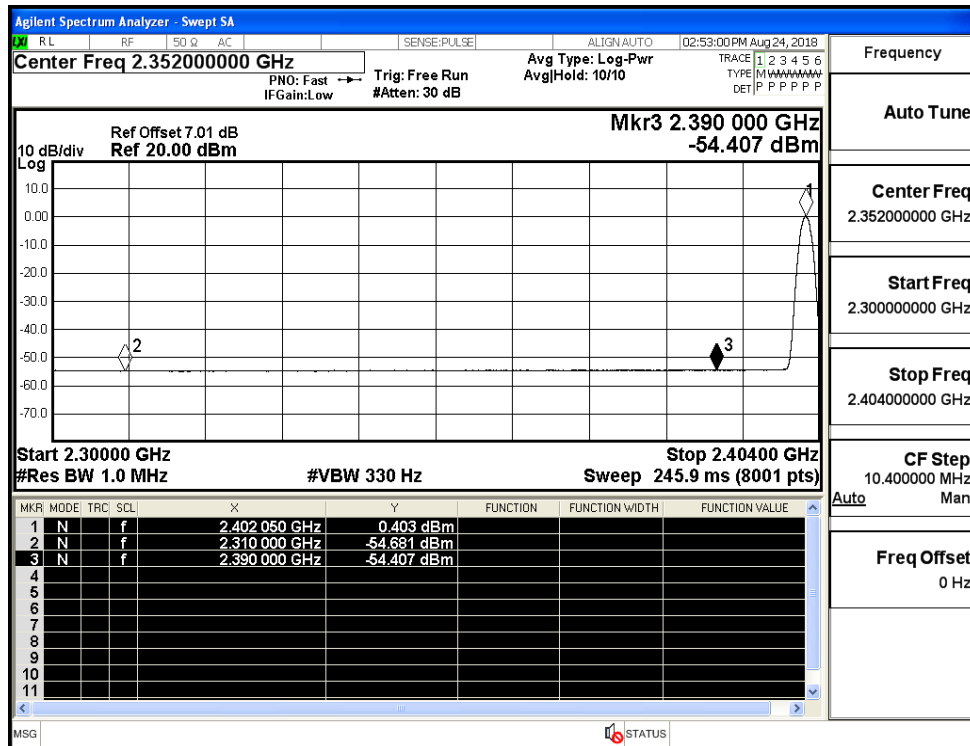 Agilent Spectrum Analyzer - Swept SA
LXI RL RF 50 Ω AC SENSE:PULSE ALIGN AUTO 02:53:00 PM Aug 24, 2018
Center Freq 2.352000000 GHz
PNO: Fast
IFGain:Low
Trig: Free Run
#Atten: 30 dB
Avg Type: Log-Pwr
Avg|Hold: 10/10
TRACE 1 2 3 4 5 6
TYPE M W W W W W
DET P P P P P P
Mkr3 2.390 000 GHz
-54.407 dBm
Ref Offset 7.01 dB
10 dB/div Ref 20.00 dBm
Log
10.0
0.00
-10.0
-20.0
-30.0
-40.0
-50.0
-60.0
-70.0
1
2
3
Start 2.30000 GHz Stop 2.40400 GHz
#Res BW 1.0 MHz #VBW 330 Hz Sweep 245.9 ms (8001 pts)
MKR MODE TRC SCL X Y FUNCTION FUNCTION WIDTH FUNCTION VALUE
1 N f 2.402 050 GHz 0.403 dBm
2 N f 2.310 000 GHz -54.681 dBm
3 N f 2.390 000 GHz -54.407 dBm
4
5
6
7
8
9
10
11
MSG STATUS
Frequency
Auto Tune
Center Freq
2.352000000 GHz
Start Freq
2.300000000 GHz
Stop Freq
2.404000000 GHz
CF Step
10.400000 MHz
Auto Man
Freq Offset
0 Hz